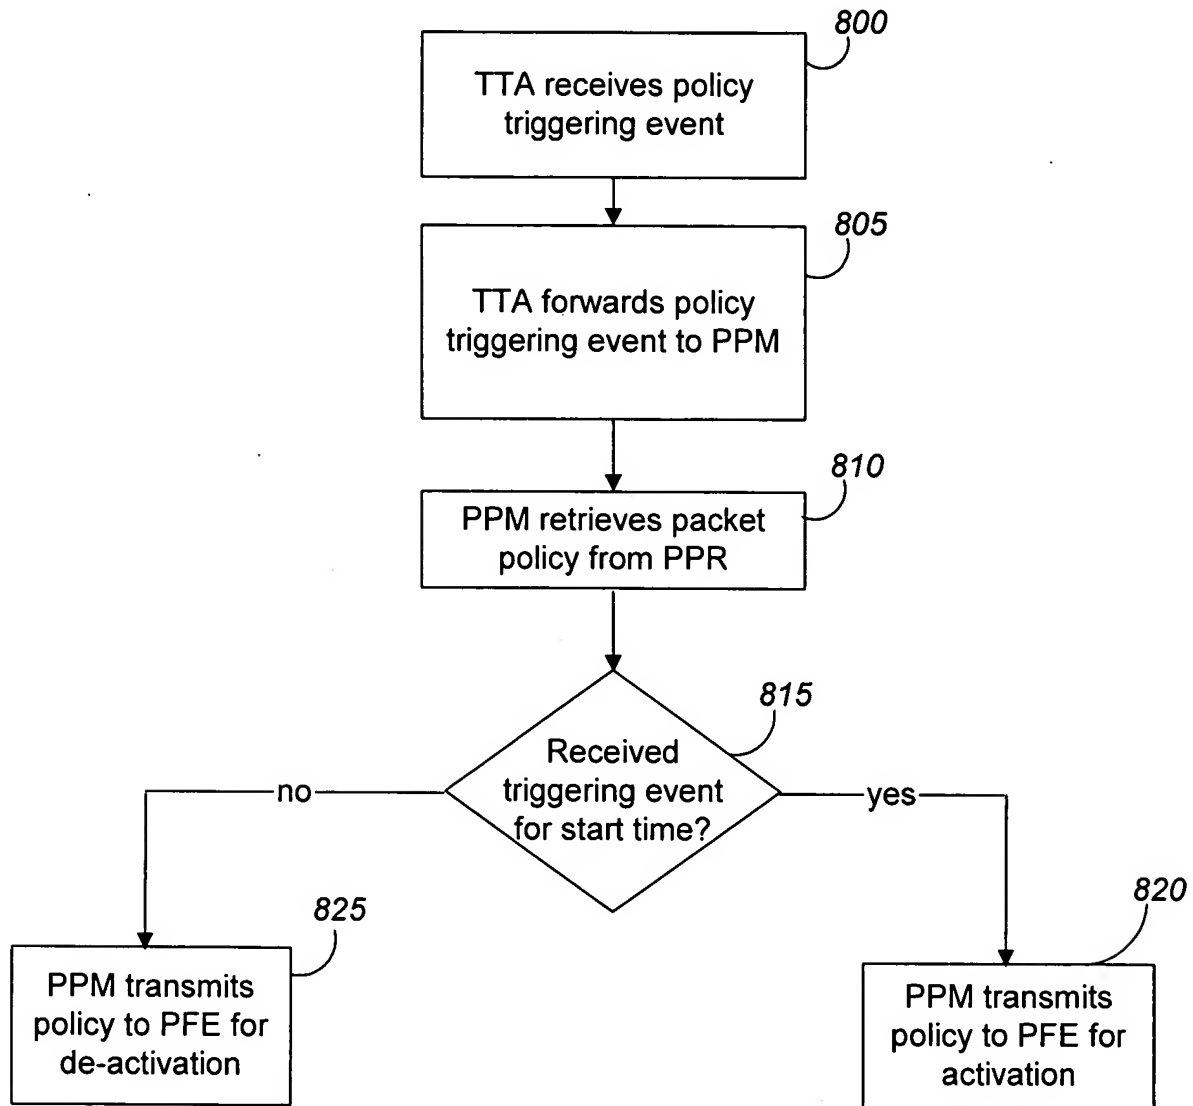 800
TTA receives policy
triggering event
805
TTA forwards policy
triggering event to PPM
810
PPM retrieves packet
policy from PPR
815
Received
triggering event
for start time?
no
yes
825
PPM transmits
policy to PFE for
de-activation
820
PPM transmits
policy to PFE for
activation